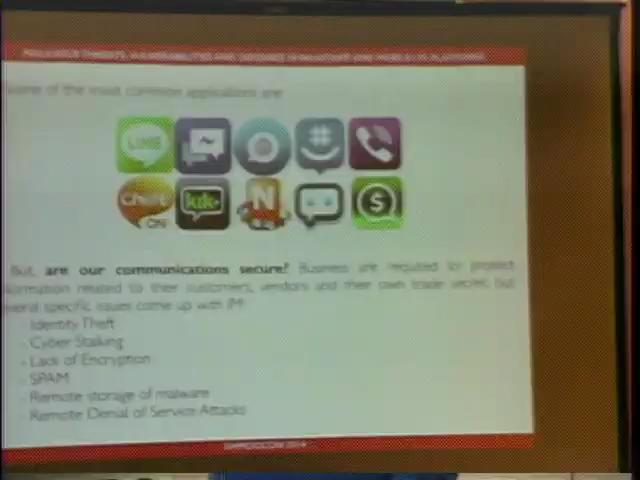 some of the most common applications are
LINE
#
chat
ON
kik
N
$
But, are our communications secure? Business are required to protect
information related to their customers, vendors and their own trade secret, but
several specific issues come up with IM:
- Identity Theft
- Cyber Stalking
- Lack of Encryption
- SPAM
- Remote storage of malware
- Remote Denial of Service Attacks